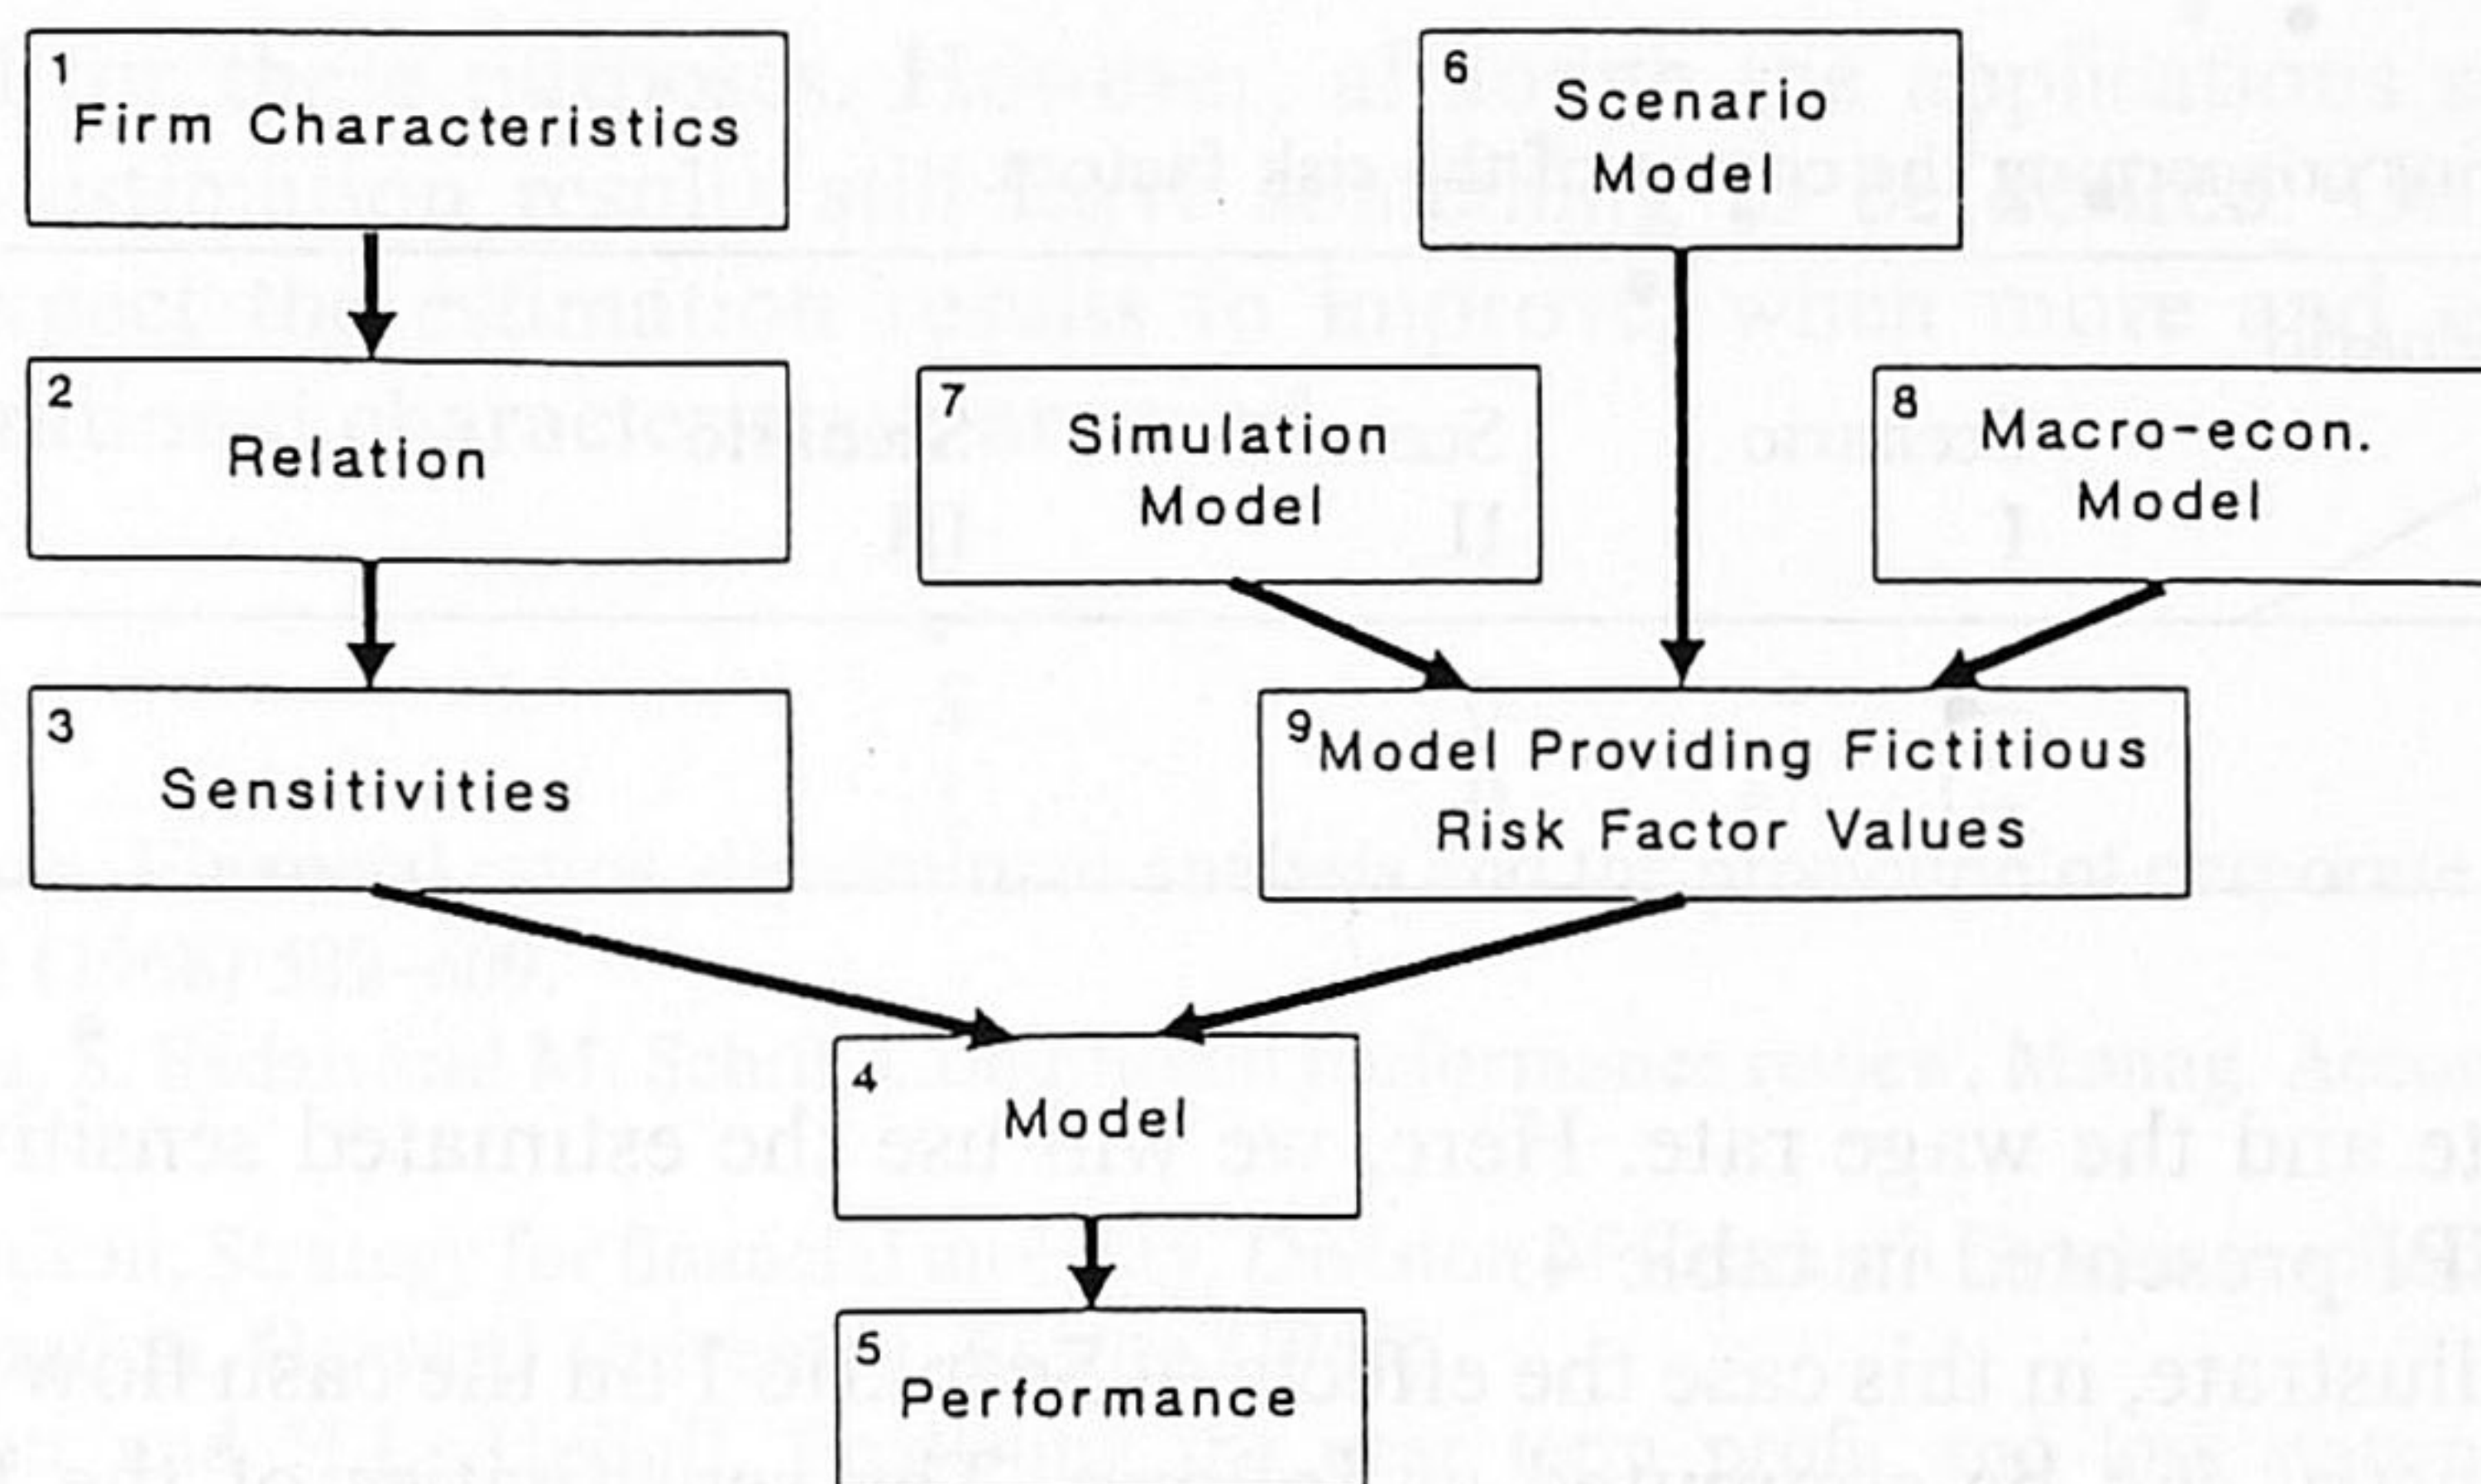 1
Firm Characteristics
6
Scenario
Model
2
Relation
7
Simulation
Model
8
Macro-econ.
Model
3
Sensitivities
9
Model Providing Fictitious
Risk Factor Values
4
Model
5
Performance